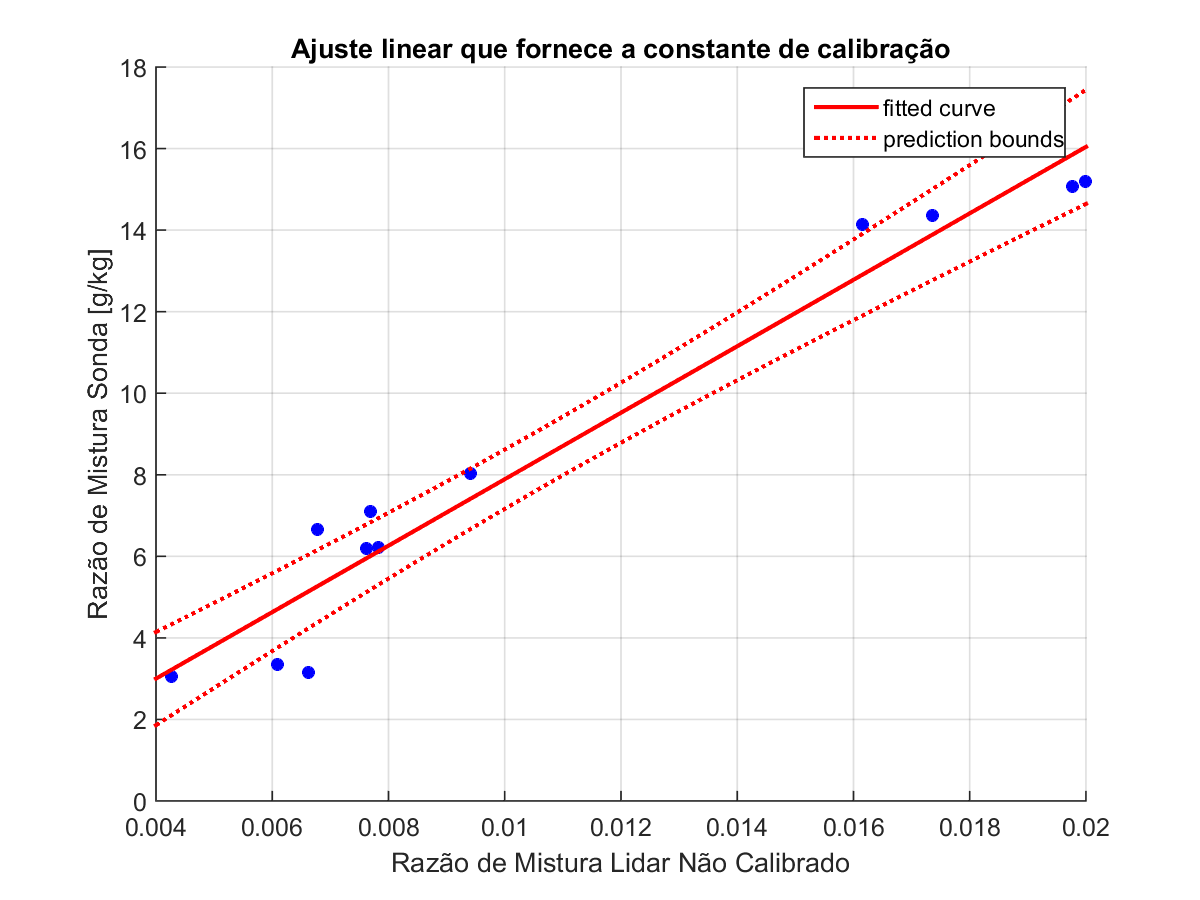 Ajuste linear que fornece a constante de calibração
18
16
14
12
10
8
6
4
2
0
fitted curve
prediction bounds
Razão de Mistura Sonda [g/kg]
0.004 0.006 0.008 0.01 0.012 0.014 0.016 0.018 0.02
Razão de Mistura Lidar Não Calibrado